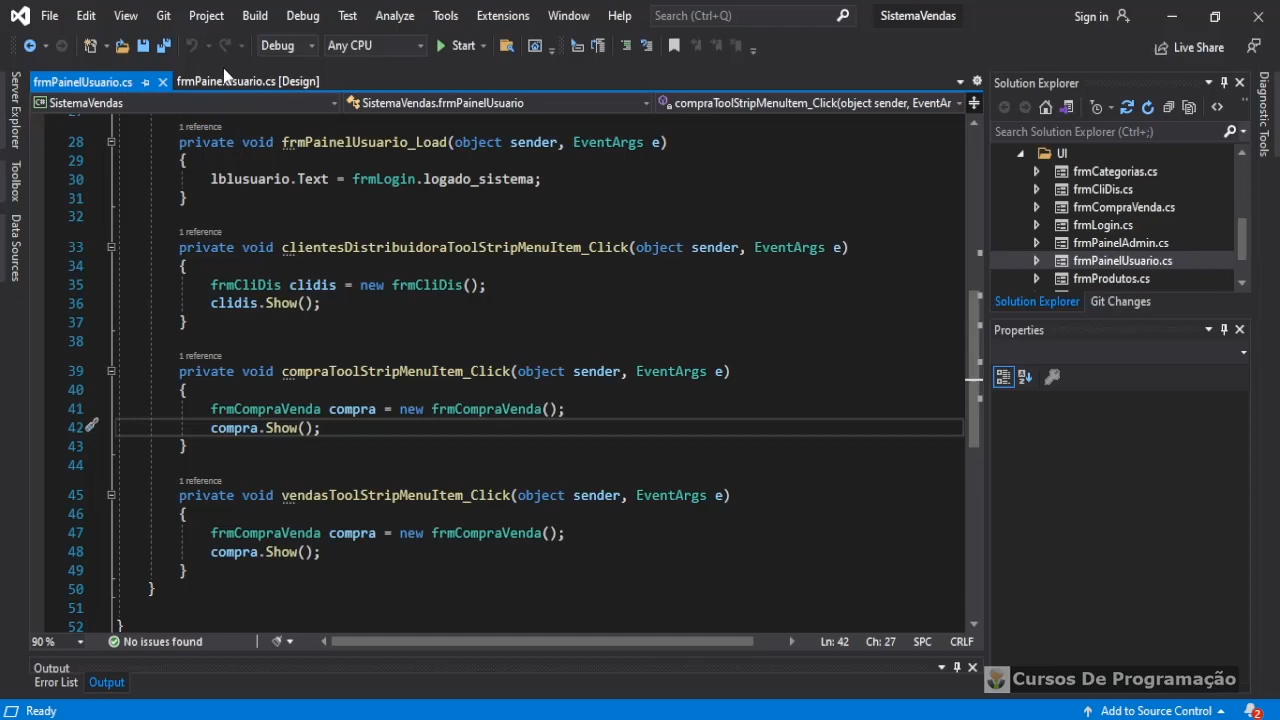 File Edit View Git Project Build Debug Test Analyze Tools Extensions Window Help Search (Ctrl+Q) SistemaVendas Sign in
Debug Any CPU Start Live Share
Server Explorer
Toolbox
Data Sources
frmPainelUsuario.cs
SistemaVendas SistemaVendas.frmPainelUsuario compraToolStripMenuItem_Click(object sender, EventAr
1 reference
28 private void frmPainelUsuario_Load(object sender, EventArgs e)
29 {
30 lblusuario.Text = frmLogin.logado_sistema;
31 }
32
1 reference
33 private void clientesDistribuidoraToolStripMenuItem_Click(object sender, EventArgs e)
34 {
35 frmCliDis clidis = new frmCliDis();
36 clidis.Show();
37 }
38
1 reference
39 private void compraToolStripMenuItem_Click(object sender, EventArgs e)
40 {
41 frmCompraVenda compra = new frmCompraVenda();
42 compra.Show();
43 }
44
1 reference
45 private void vendasToolStripMenuItem_Click(object sender, EventArgs e)
46 {
47 frmCompraVenda compra = new frmCompraVenda();
48 compra.Show();
49 }
50 }
51
52 }
90 % No issues found Ln: 42 Ch: 27 SPC CRLF
Output
Error List Output
Solution Explorer
Search Solution Explorer (Ctrl+;)
UI
frmCategorias.cs
frmCliDis.cs
frmCompraVenda.cs
frmLogin.cs
frmPainelAdmin.cs
frmPainelUsuario.cs
frmProdutos.cs
Solution Explorer Git Changes
Properties
Diagnostic Tools
Cursos De Programação
Ready Add to Source Control 2